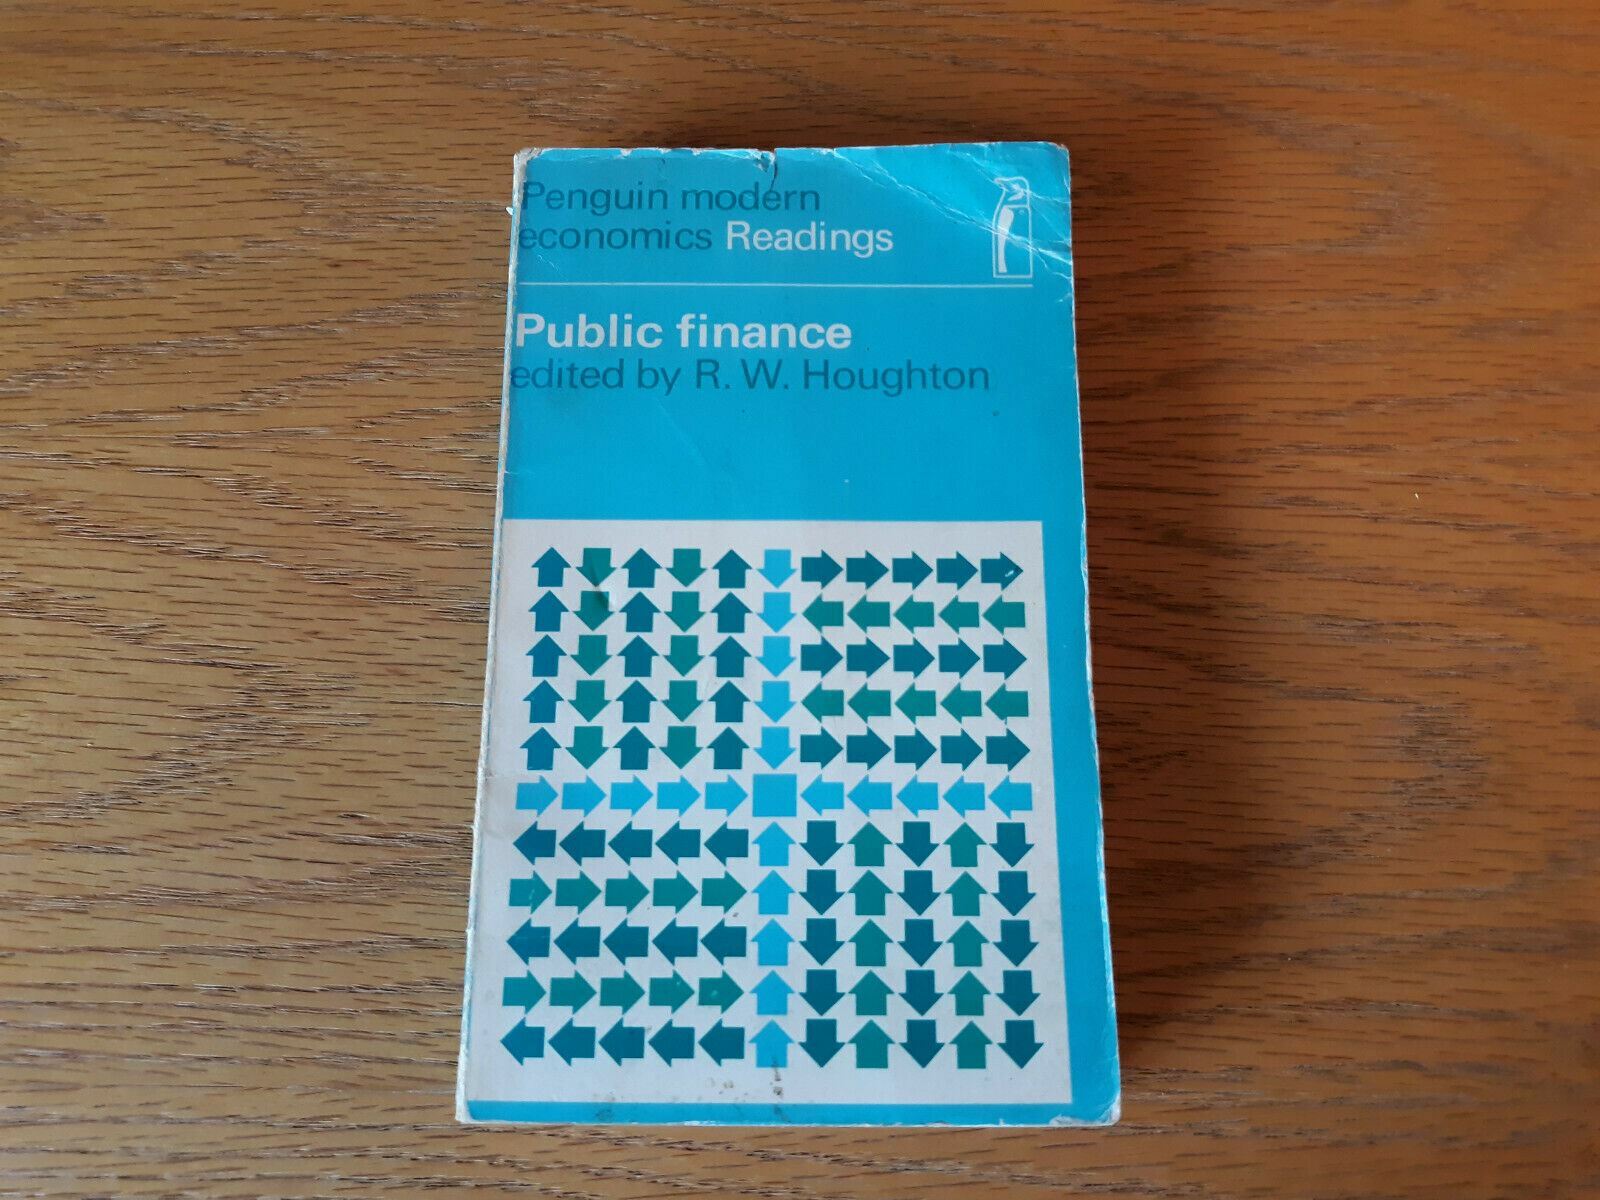 Penguin modern
economics Readings
Public finance
edited by R. W. Houghton